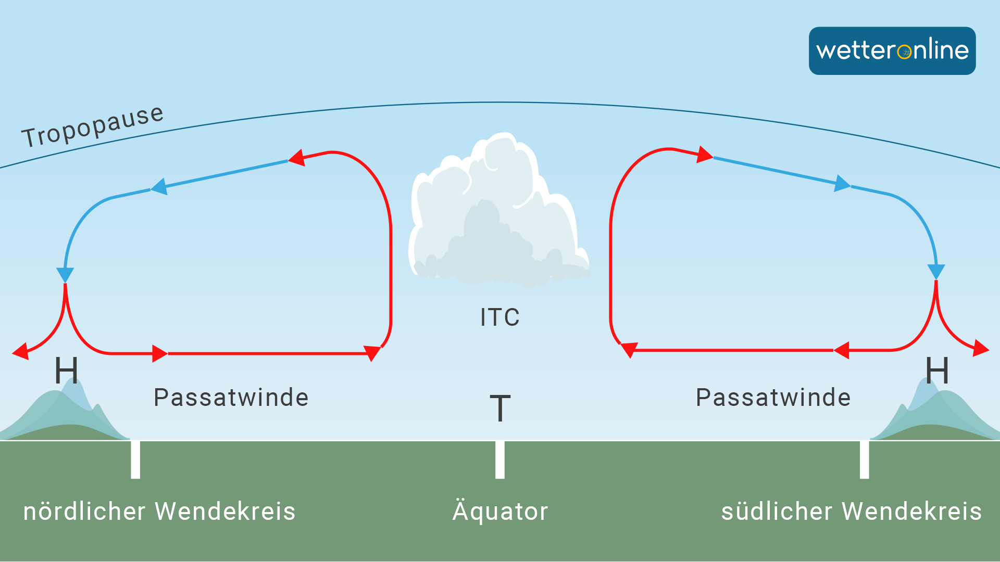 wetteronline
Tropopause
ITC
H
H
Passatwinde
T
Passatwinde
nördlicher Wendekreis
Äquator
südlicher Wendekreis